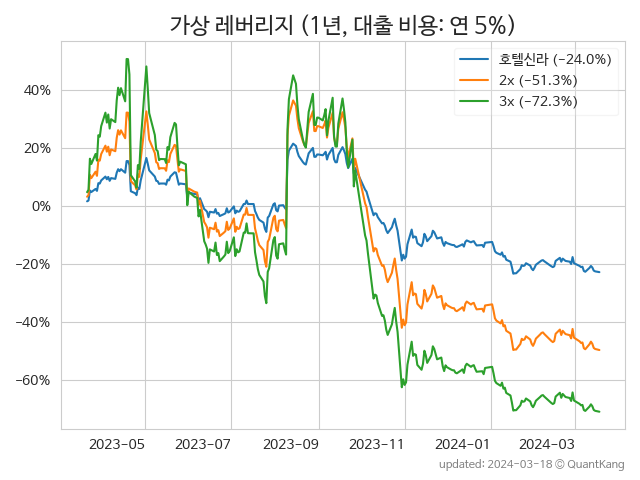 가상 레버리지 (1년, 대출 비용: 연 5%)
호텔신라 (−24.0%)
2x (−51.3%)
3x (−72.3%)
40%
20%
0%
−20%
−40%
−60%
2023−05 2023−07 2023−09 2023−11 2024−01 2024−03
updated: 2024−03−18 © QuantKang